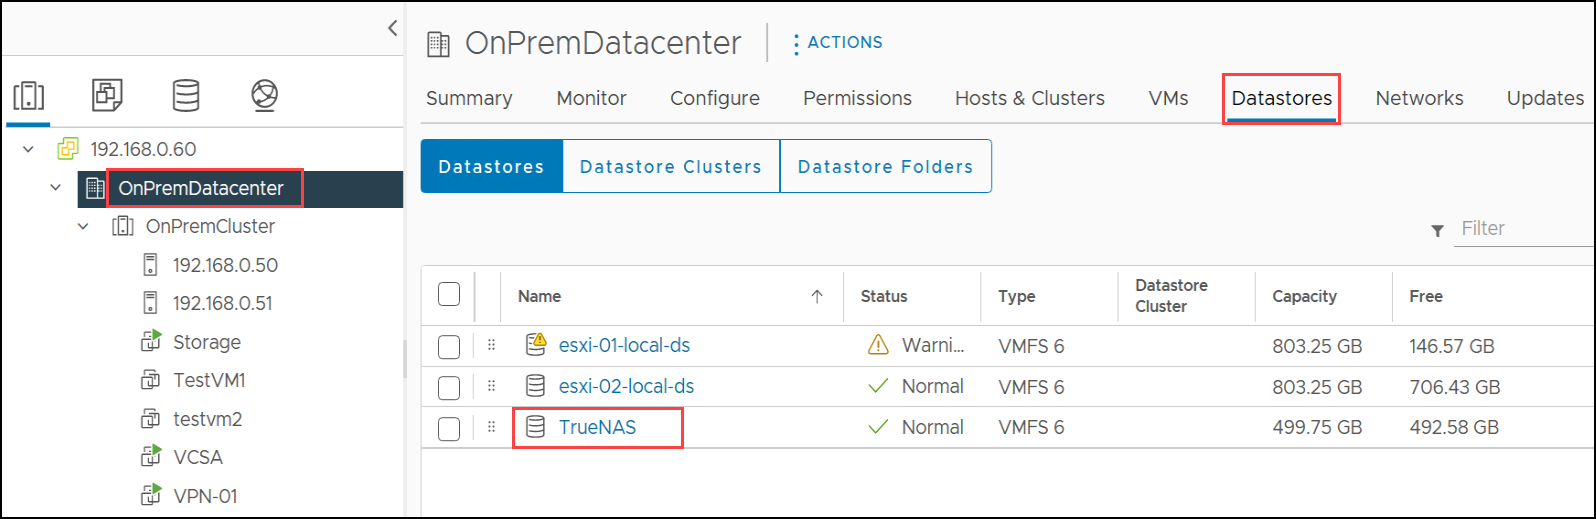 OnPremDatacenter
ACTIONS
Summary Monitor Configure Permissions Hosts & Clusters VMs Datastores Networks Updates
192.168.0.60
OnPremDatacenter
OnPremCluster
192.168.0.50
192.168.0.51
Storage
TestVM1
testvm2
VCSA
VPN-01
Datastores Datastore Clusters Datastore Folders
Filter
Name Status Type Datastore Cluster Capacity Free
esxi-01-local-ds Warni... VMFS 6 803.25 GB 146.57 GB
esxi-02-local-ds Normal VMFS 6 803.25 GB 706.43 GB
TrueNAS Normal VMFS 6 499.75 GB 492.58 GB